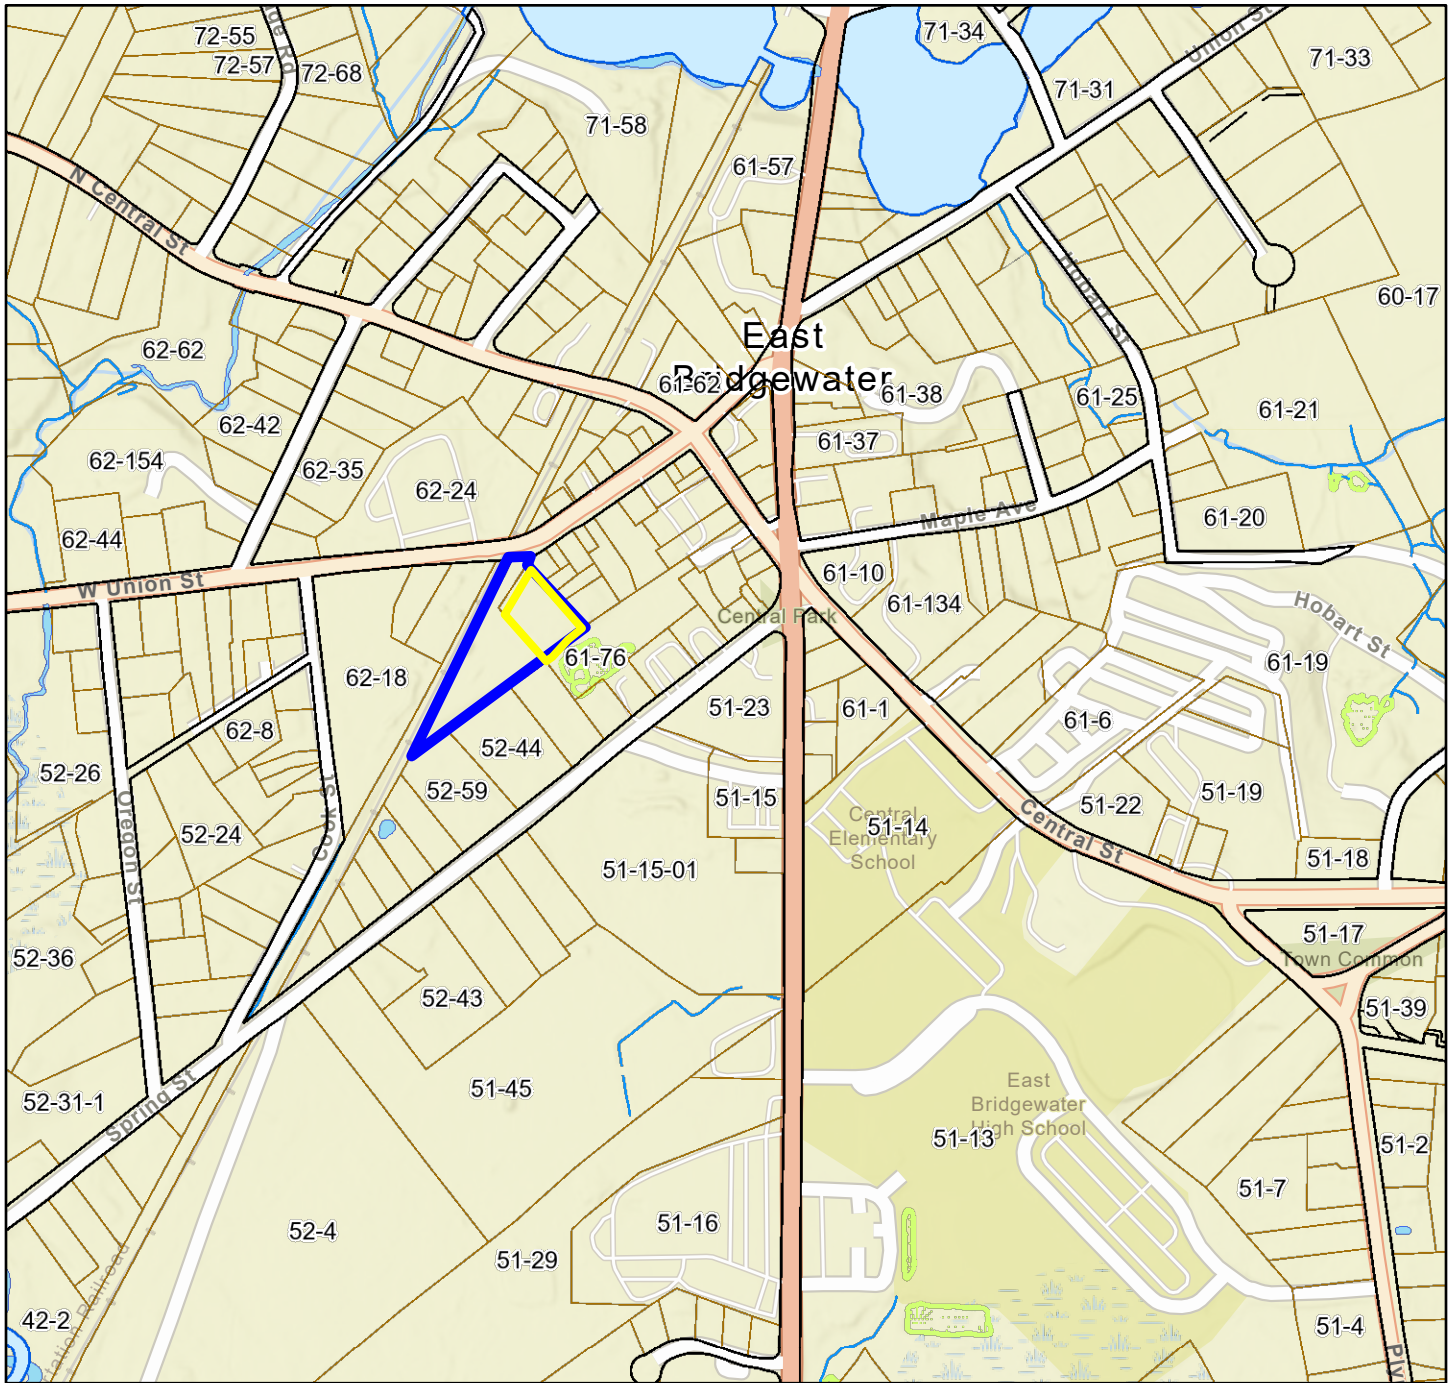 72-55
72-57
ge Rd
72-68
71-34
Union St
71-33
71-31
71-58
61-57
N Central St
Hobart St
60-17
East
Bridgewater
62-62
61-62
61-38
61-25
61-21
62-42
61-37
62-154
62-35
62-24
Maple Ave
61-20
62-44
W Union St
61-10
61-134
Central Park
Hobart St
61-76
61-19
62-18
51-23
61-1
61-6
62-8
52-44
52-26
52-59
51-15
51-19
51-22
Oregon St
Cook St
52-24
Central
Elementary
School
51-14
Central St
51-18
51-15-01
51-17
Town Common
52-36
52-43
51-39
51-45
East
Bridgewater
High School
52-31-1
Spring St
51-13
51-2
51-7
52-4
51-16
51-29
tation Railroad
42-2
51-4
Ply